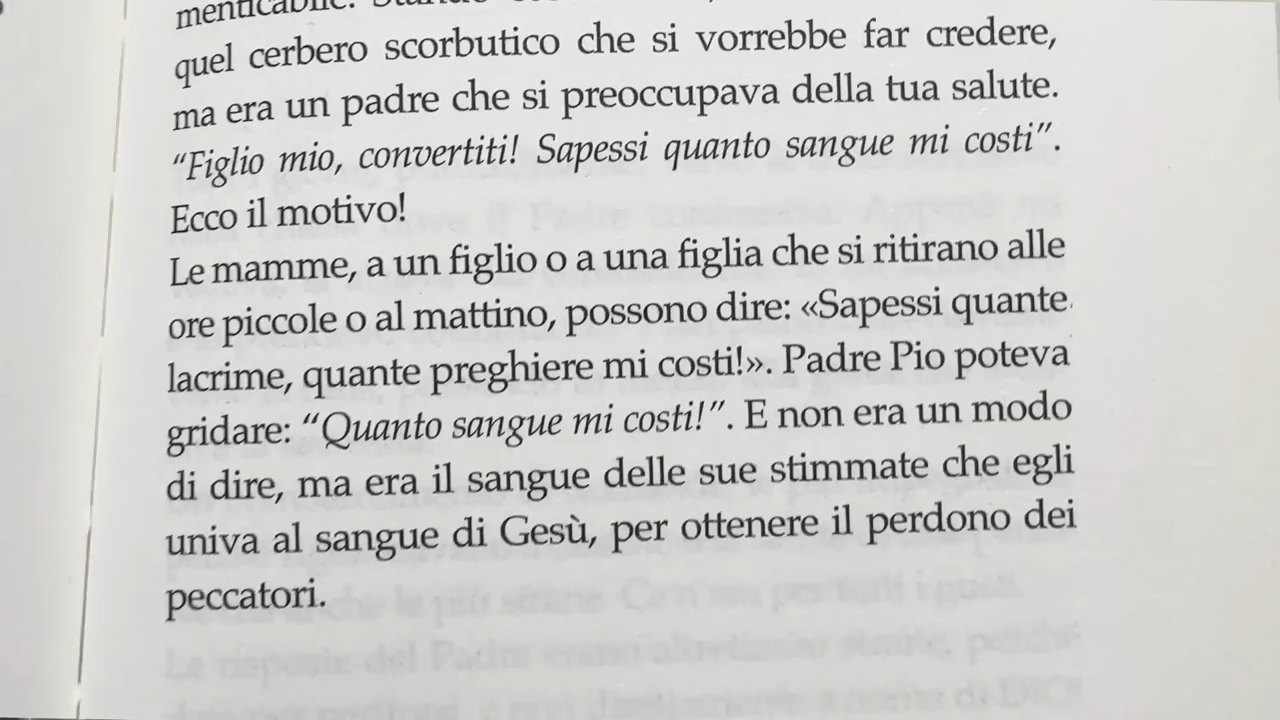 quel cerbero scorbutico che si vorrebbe far credere,
ma era un padre che si preoccupava della tua salute.
“Figlio mio, convertiti! Sapessi quanto sangue mi costi”.
Ecco il motivo!
Le mamme, a un figlio o a una figlia che si ritirano alle
ore piccole o al mattino, possono dire: «Sapessi quante
lacrime, quante preghiere mi costi!». Padre Pio poteva
gridare: “Quanto sangue mi costi!”. E non era un modo
di dire, ma era il sangue delle sue stimmate che egli
univa al sangue di Gesù, per ottenere il perdono dei
peccatori.